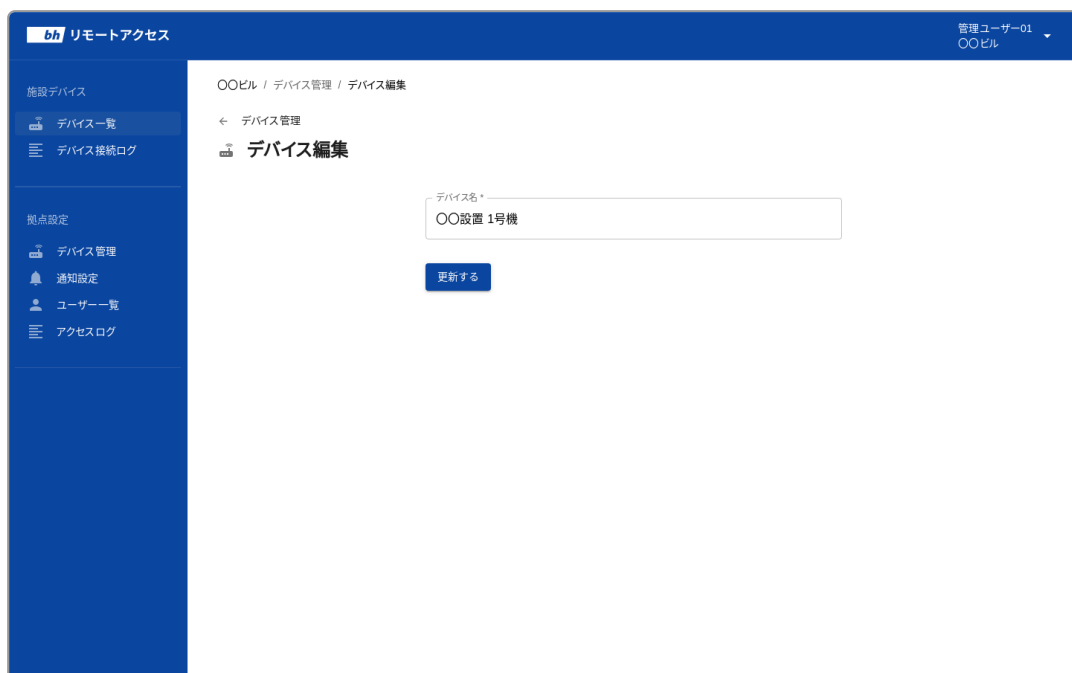 bh リモートアクセス
管理ユーザー01
〇〇ビル
施設デバイス
デバイス一覧
デバイス接続ログ
拠点設定
デバイス管理
通知設定
ユーザー一覧
アクセスログ
〇〇ビル / デバイス管理 / デバイス編集
← デバイス管理
デバイス編集
デバイス名 *
〇〇設置 1号機
更新する